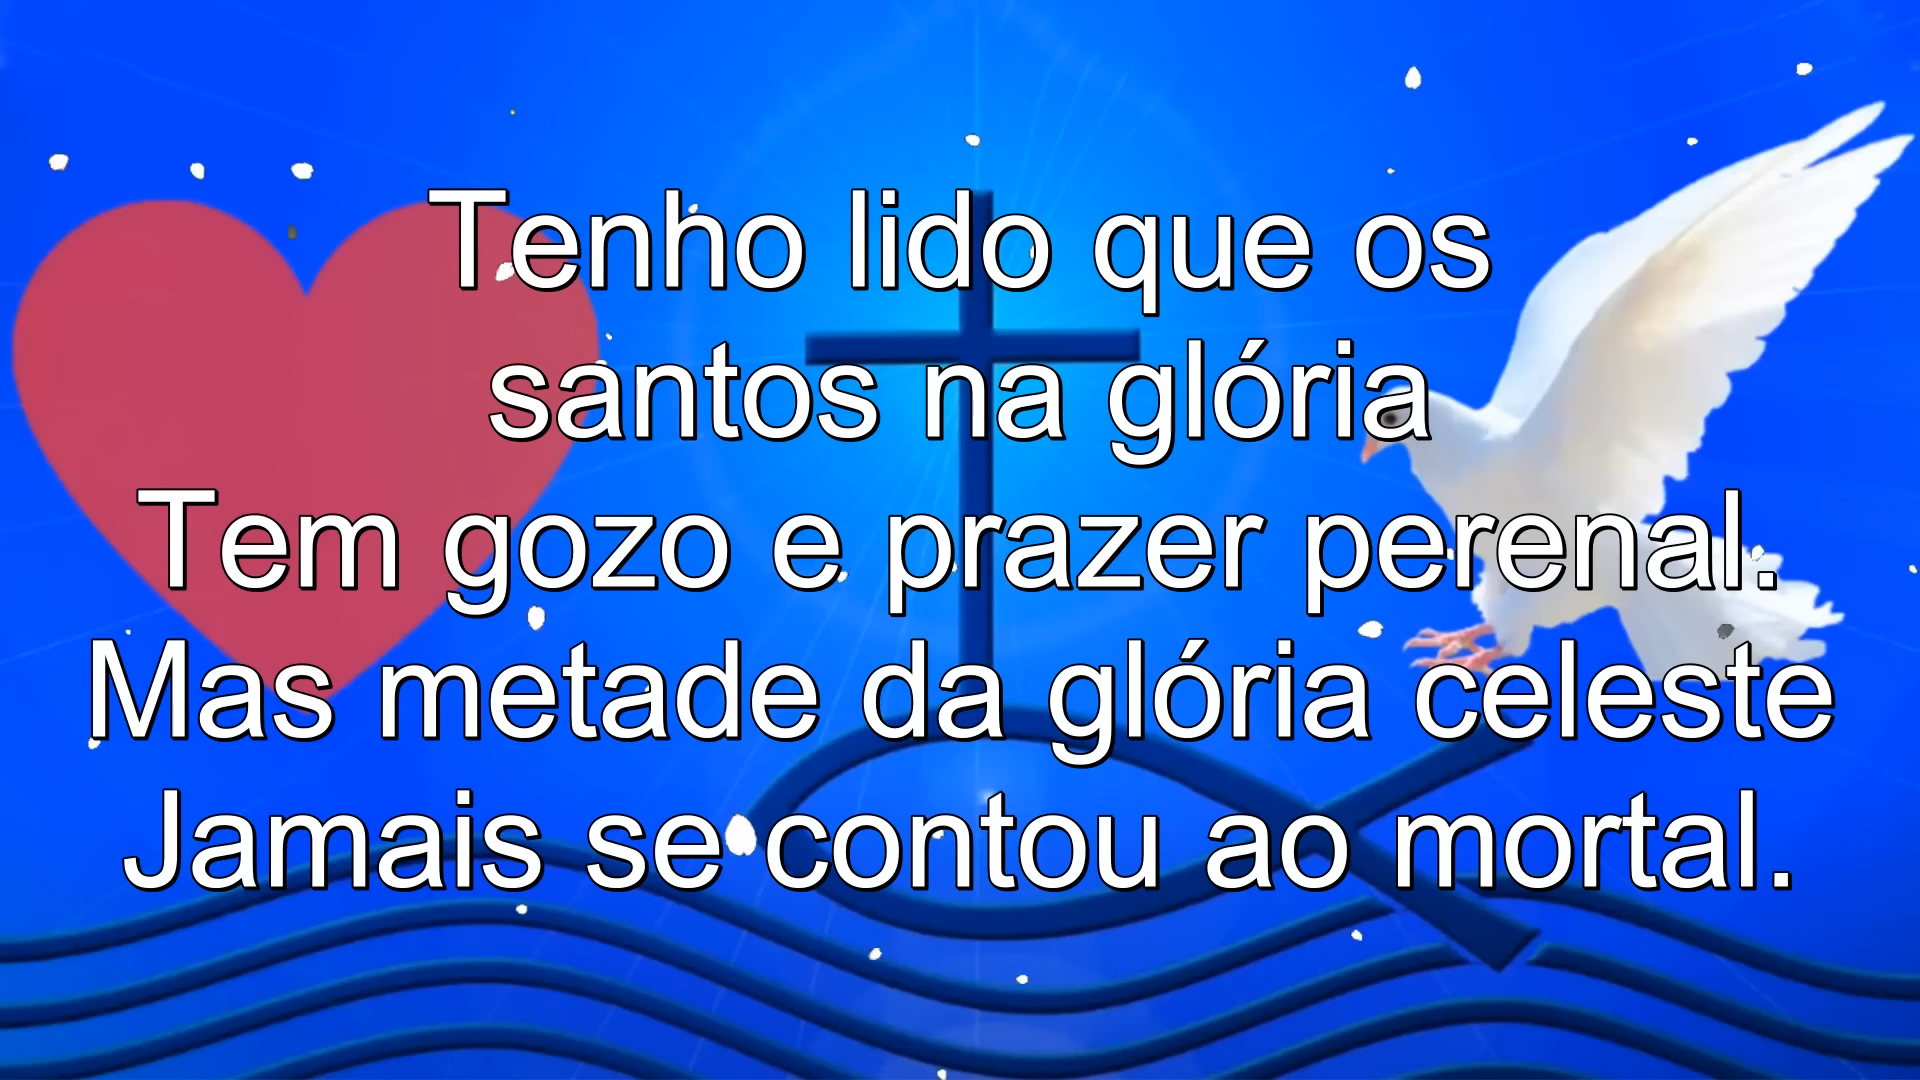 Tenho lido que os
santos na glória
Tem gozo e prazer perenal.
Mas metade da glória celeste
Jamais se contou ao mortal.